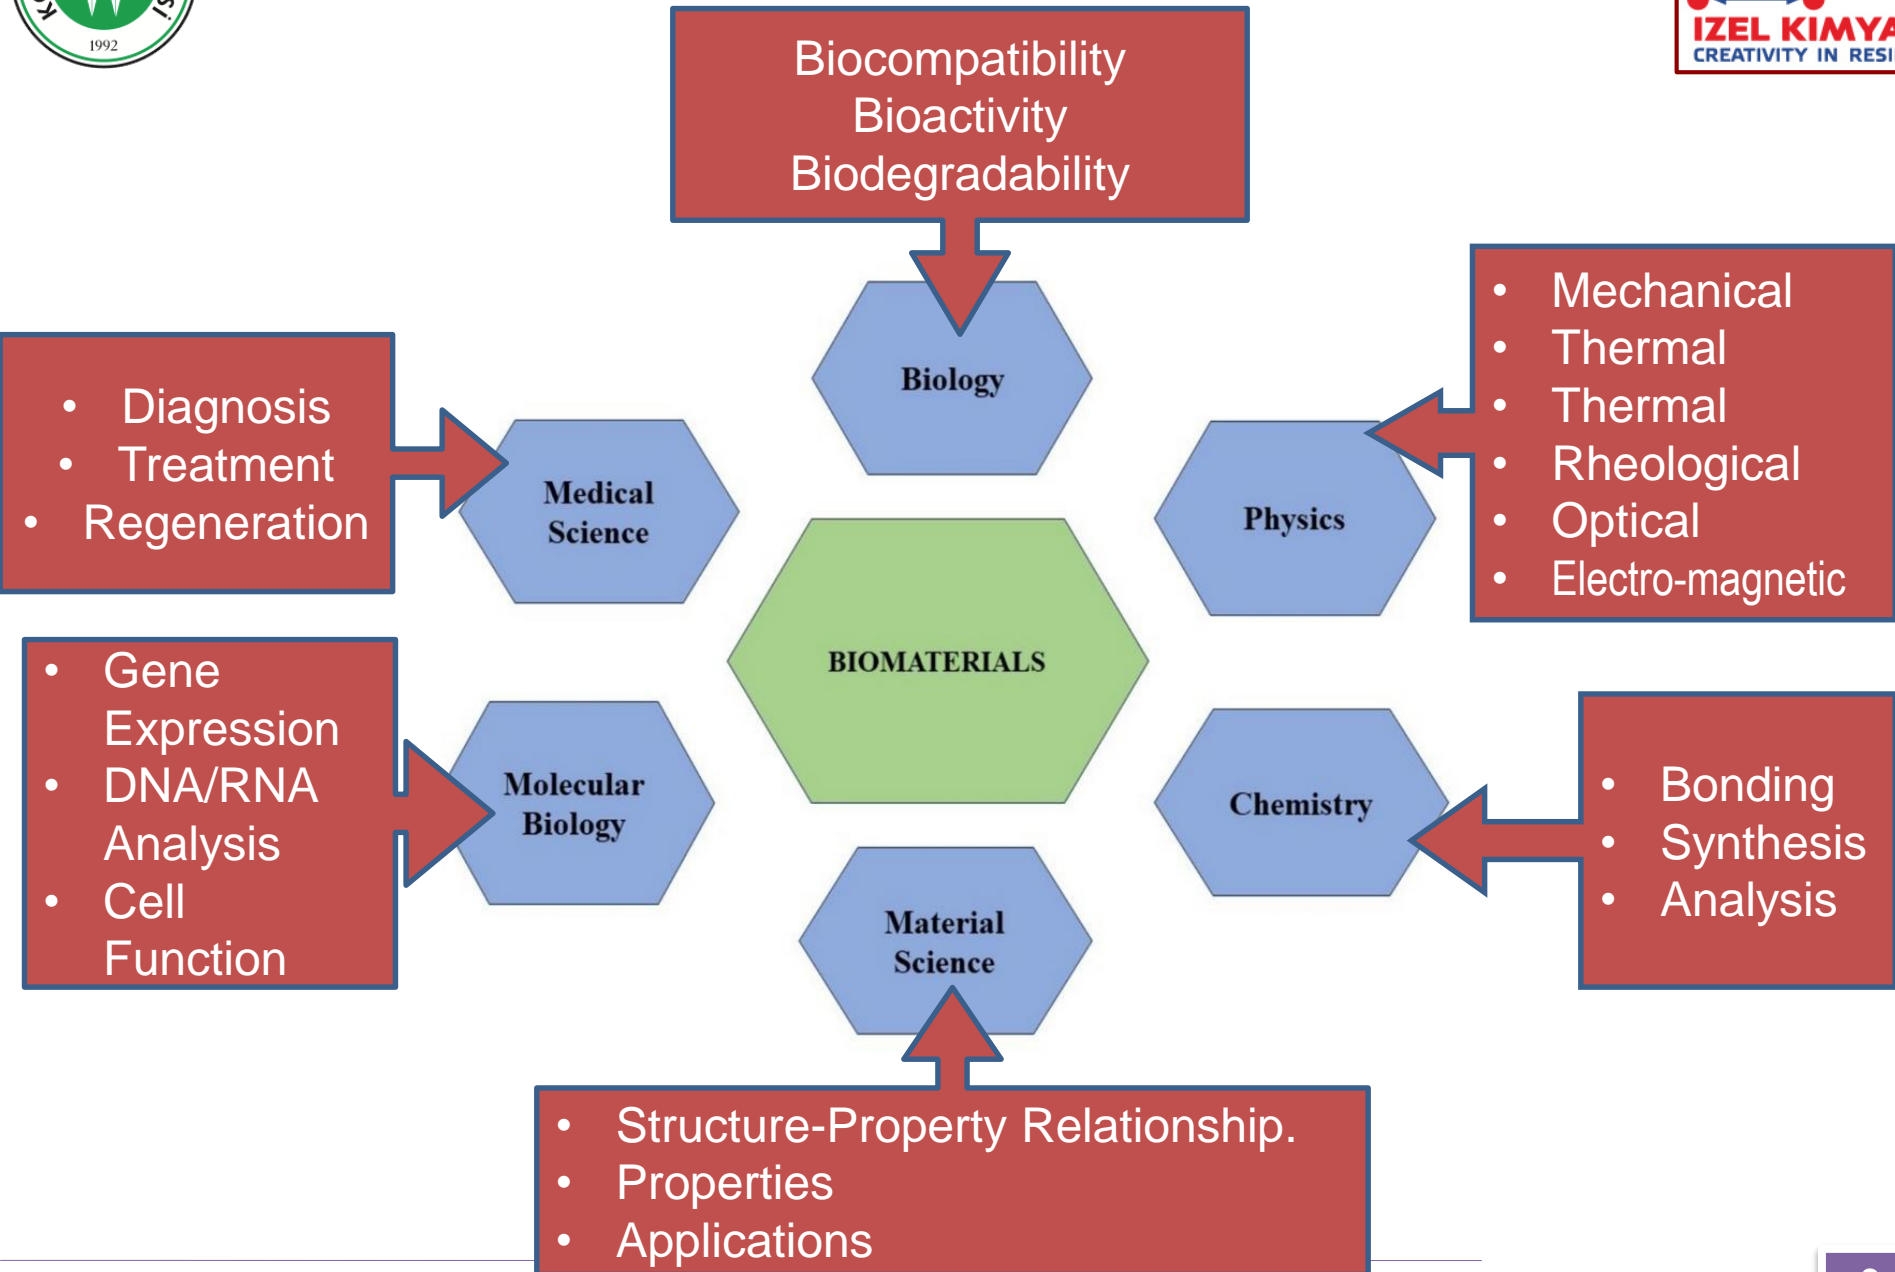 1992
IZEL KIMYA
CREATIVITY IN
Biocompatibility
Bioactivity
Biodegradability
• Mechanical
• Thermal
• Thermal
• Rheological
• Optical
• Electro-magnetic
• Diagnosis
• Treatment
• Regeneration
Biology
Medical
Science
Physics
BIOMATERIALS
• Gene
Expression
• DNA/RNA
Analysis
• Cell
Function
Molecular
Biology
Chemistry
• Bonding
• Synthesis
• Analysis
Material
Science
• Structure-Property Relationship.
• Properties
• Applications